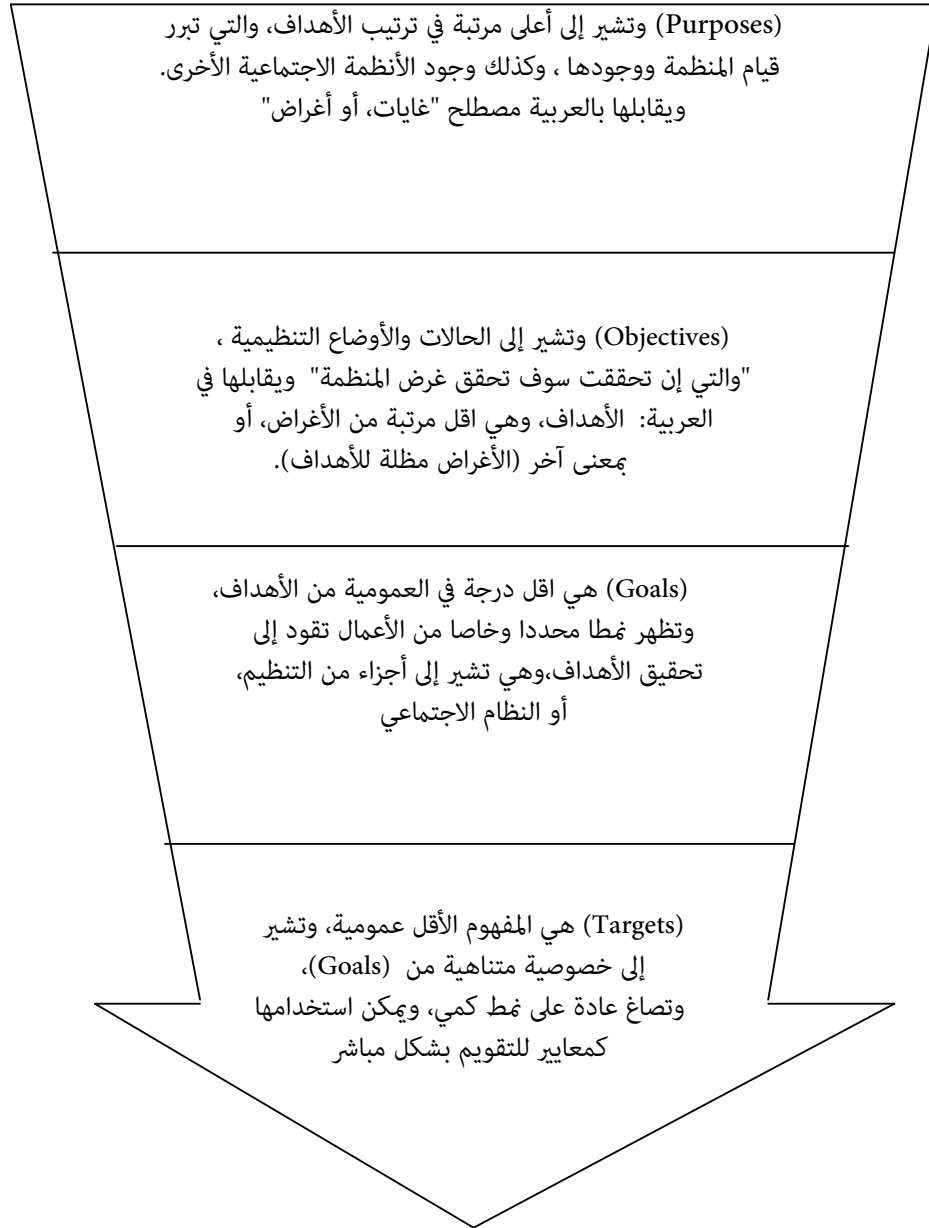 (Purposes) وتشير إلى أعلى مرتبة في ترتيب الأهداف، والتي تبرر
قيام المنظمة ووجودها ، وكذلك وجود الأنظمة الاجتماعية الأخرى.
ويقابلها بالعربية مصطلح "غايات، أو أغراض"
(Objectives) وتشير إلى الحالات والأوضاع التنظيمية ،
"والتي إن تحققت سوف تحقق غرض المنظمة" ويقابلها في
العربية: الأهداف، وهي اقل مرتبة من الأغراض، أو
بمعنى آخر (الأغراض مظلة للأهداف).
(Goals) هي اقل درجة في العمومية من الأهداف،
وتظهر نمطا محددا وخاصا من الأعمال تقود إلى
تحقيق الأهداف،وهي تشير إلى أجزاء من التنظيم،
أو النظام الاجتماعي
(Targets) هي المفهوم الأقل عمومية، وتشير
إلى خصوصية متناهية من (Goals)،
وتصاغ عادة على نمط كمي، ويمكن استخدامها
كمعايير للتقويم بشكل مباشر